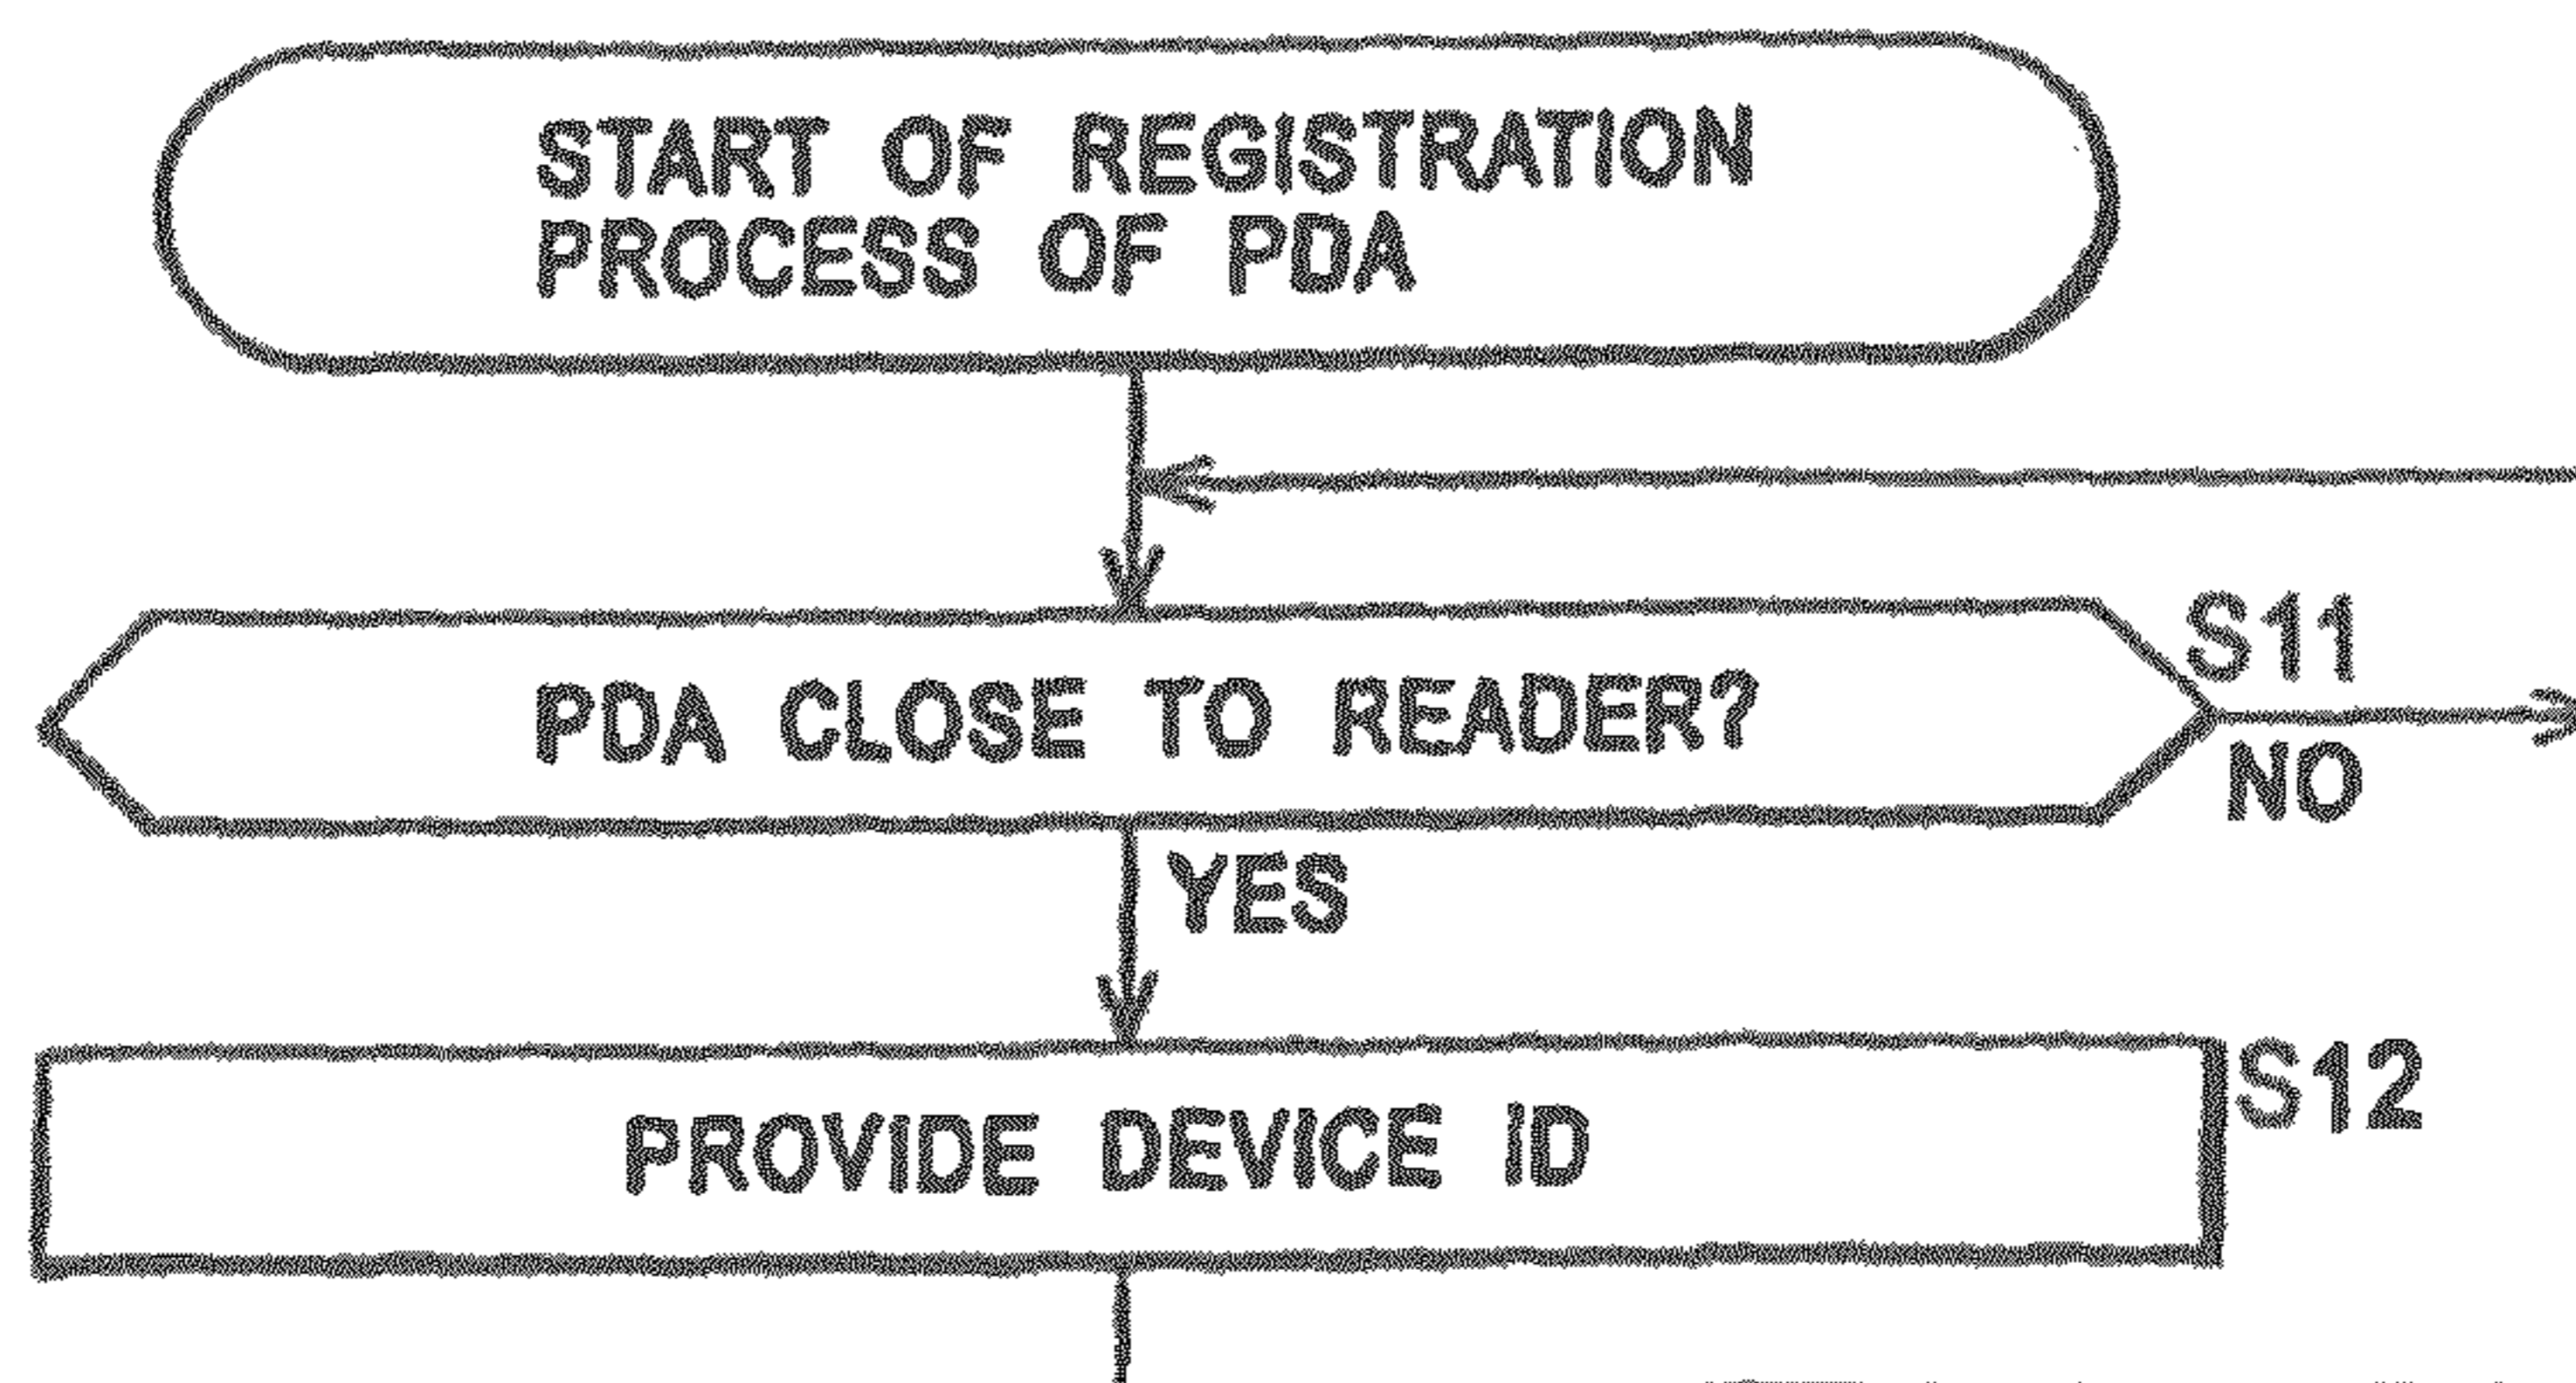 START OF REGISTRATION
PROCESS OF PDA
S11
PDA CLOSE TO READER?
NO
YES
S12
PROVIDE DEVICE ID